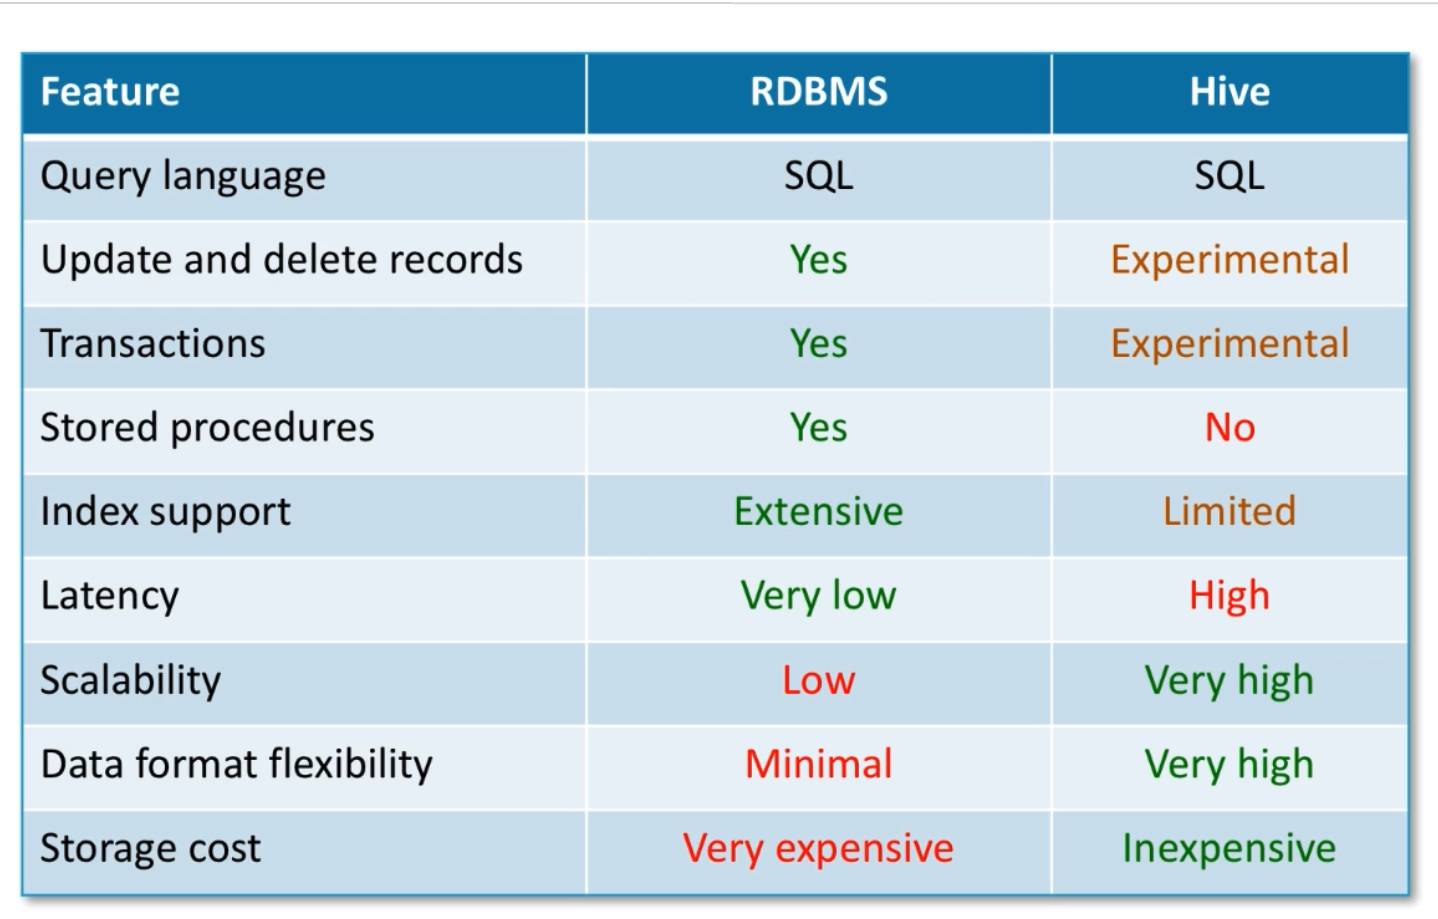 Feature RDBMS Hive
Query language SQL SQL
Update and delete records Yes Experimental
Transactions Yes Experimental
Stored procedures Yes No
Index support Extensive Limited
Latency Very low High
Scalability Low Very high
Data format flexibility Minimal Very high
Storage cost Very expensive Inexpensive